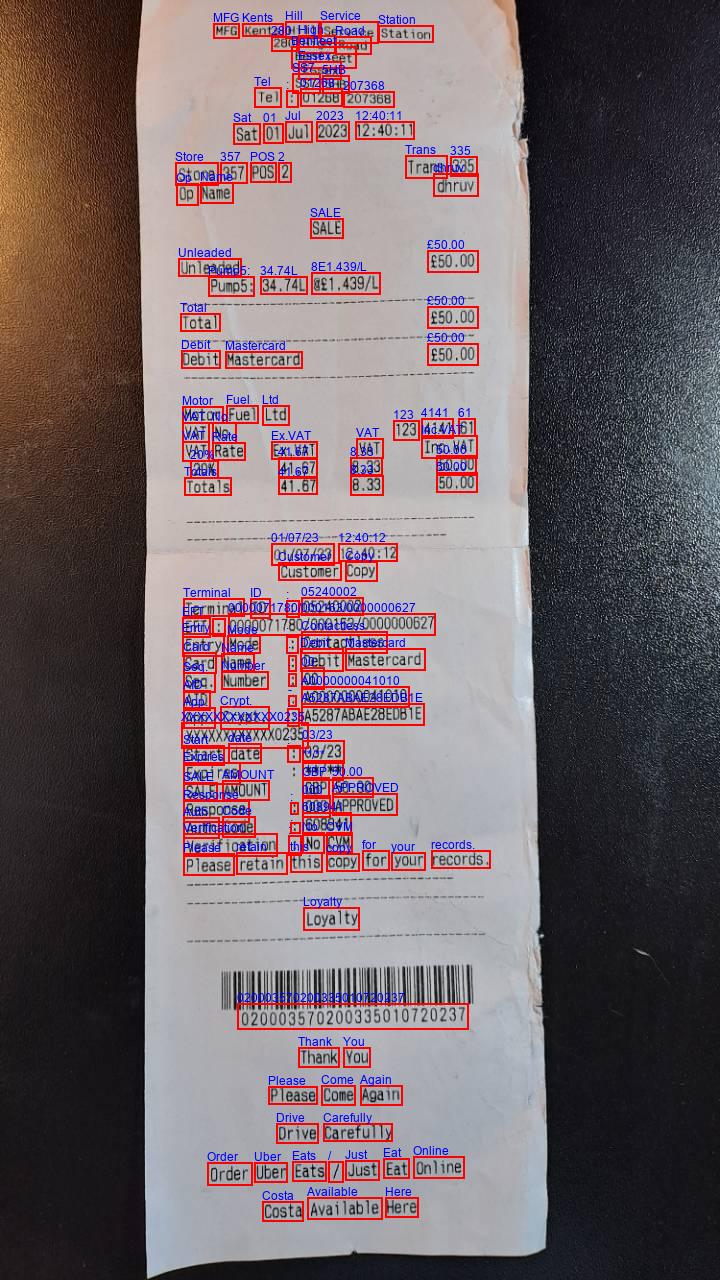 MFG Kents Hill Service Station
280 High Road
Benfleet
Essex
SS7 5HB
Tel : 01268 207368
Sat 01 Jul 2023 12:40:11
Store 357 POS 2 Trans 335
Op Name dhruv
SALE
Unleaded £50.00
Pump5: 34.74L @£1.439/L
Total £50.00
Debit Mastercard £50.00
Motor Fuel Ltd
VAT No. 123 4141 61
VAT Rate Ex.VAT VAT Inc.VAT
20% 41.67 8.33 50.00
Totals 41.67 8.33 50.00
01/07/23 12:40:12
Customer Copy
Terminal ID : 05240002
EFT :
Entry Mode : Contactless
Card Name : Debit Mastercard
Seq. Number : 00
AID : A0000000041010
App. Crypt. : A5287ABAE28EDB1E
XXXXXXXXXXXX0235
Start date : 03/23
Expires :
SALE AMOUNT GBP 50.00
Response : 000 APPROVED
Auth. Code : 608941
Verification : No CVM
Please retain this copy for your records.
Loyalty
020003570200335010720237
Thank You
Please Come Again
Drive Carefully
Order Uber Eats / Just Eat Online
Costa Available Here